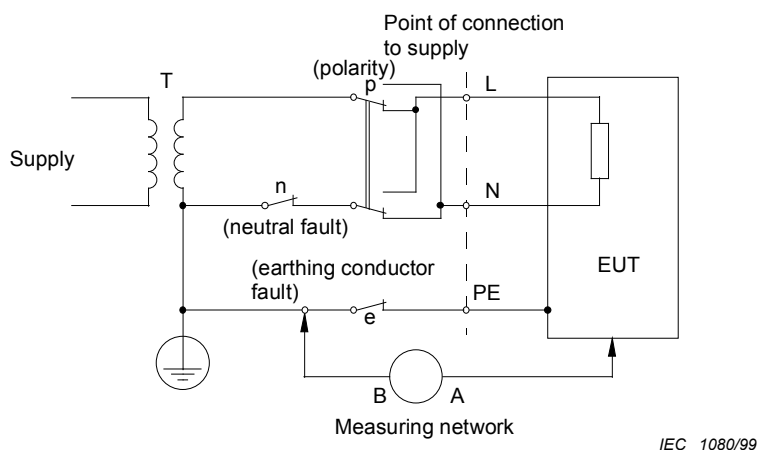 Point of connection
to supply
T
(polarity)
p
L
Supply
n
N
(neutral fault)
(earthing conductor
fault)
EUT
PE
e
B
A
Measuring network
IEC 1080/99